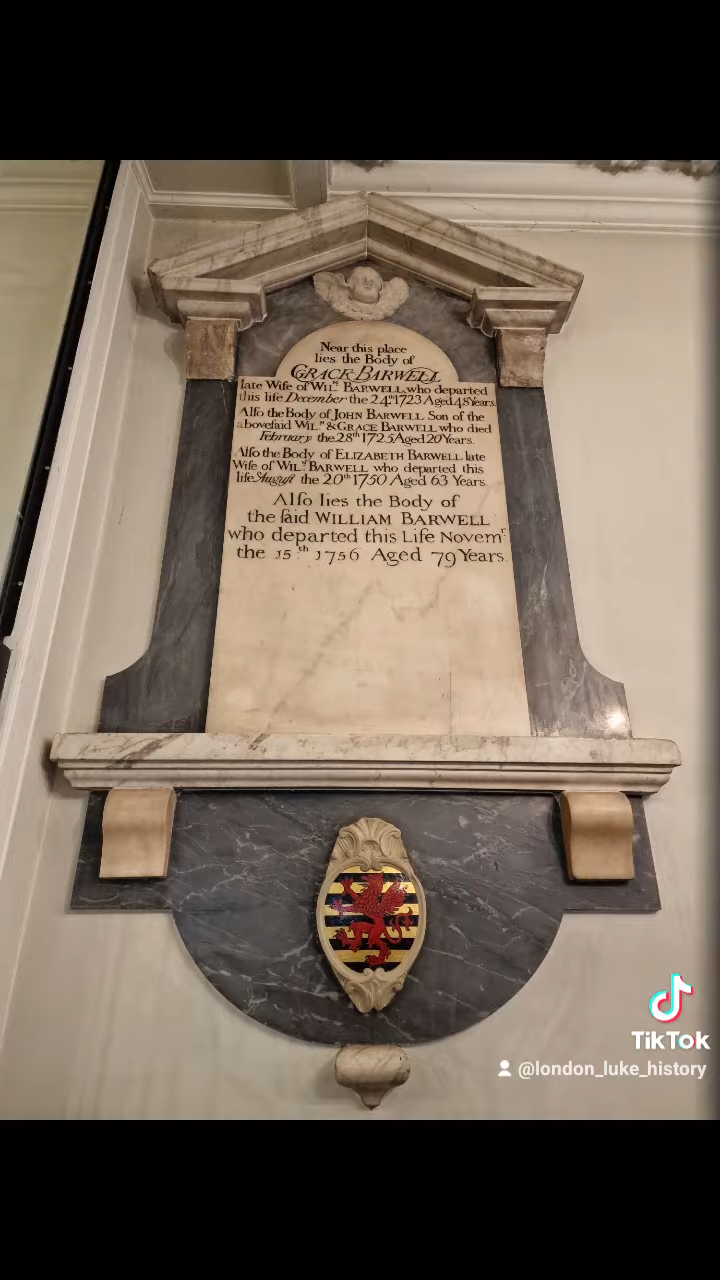 Near this place
lies the Body of
GRACE BARWELL
late Wife of WILᴹ. BARWELL, who departed
this life December the 24ᵗʰ 1723 Aged 48 Years.
Alſo the Body of JOHN BARWELL Son of the
aboveſaid WILᴹ. & GRACE BARWELL who died
February the 28ᵗʰ 1725 Aged 20 Years.
Alſo the Body of ELIZABETH BARWELL late
Wife of WILᴹ. BARWELL who departed this
life Auguſt the 20ᵗʰ 1750 Aged 63 Years.
Alſo lies the Body of
the ſaid WILLIAM BARWELL
who departed this Life Novemʳ
the 15.ᵗʰ 1756 Aged 79 Years
TikTok
@london_luke_history